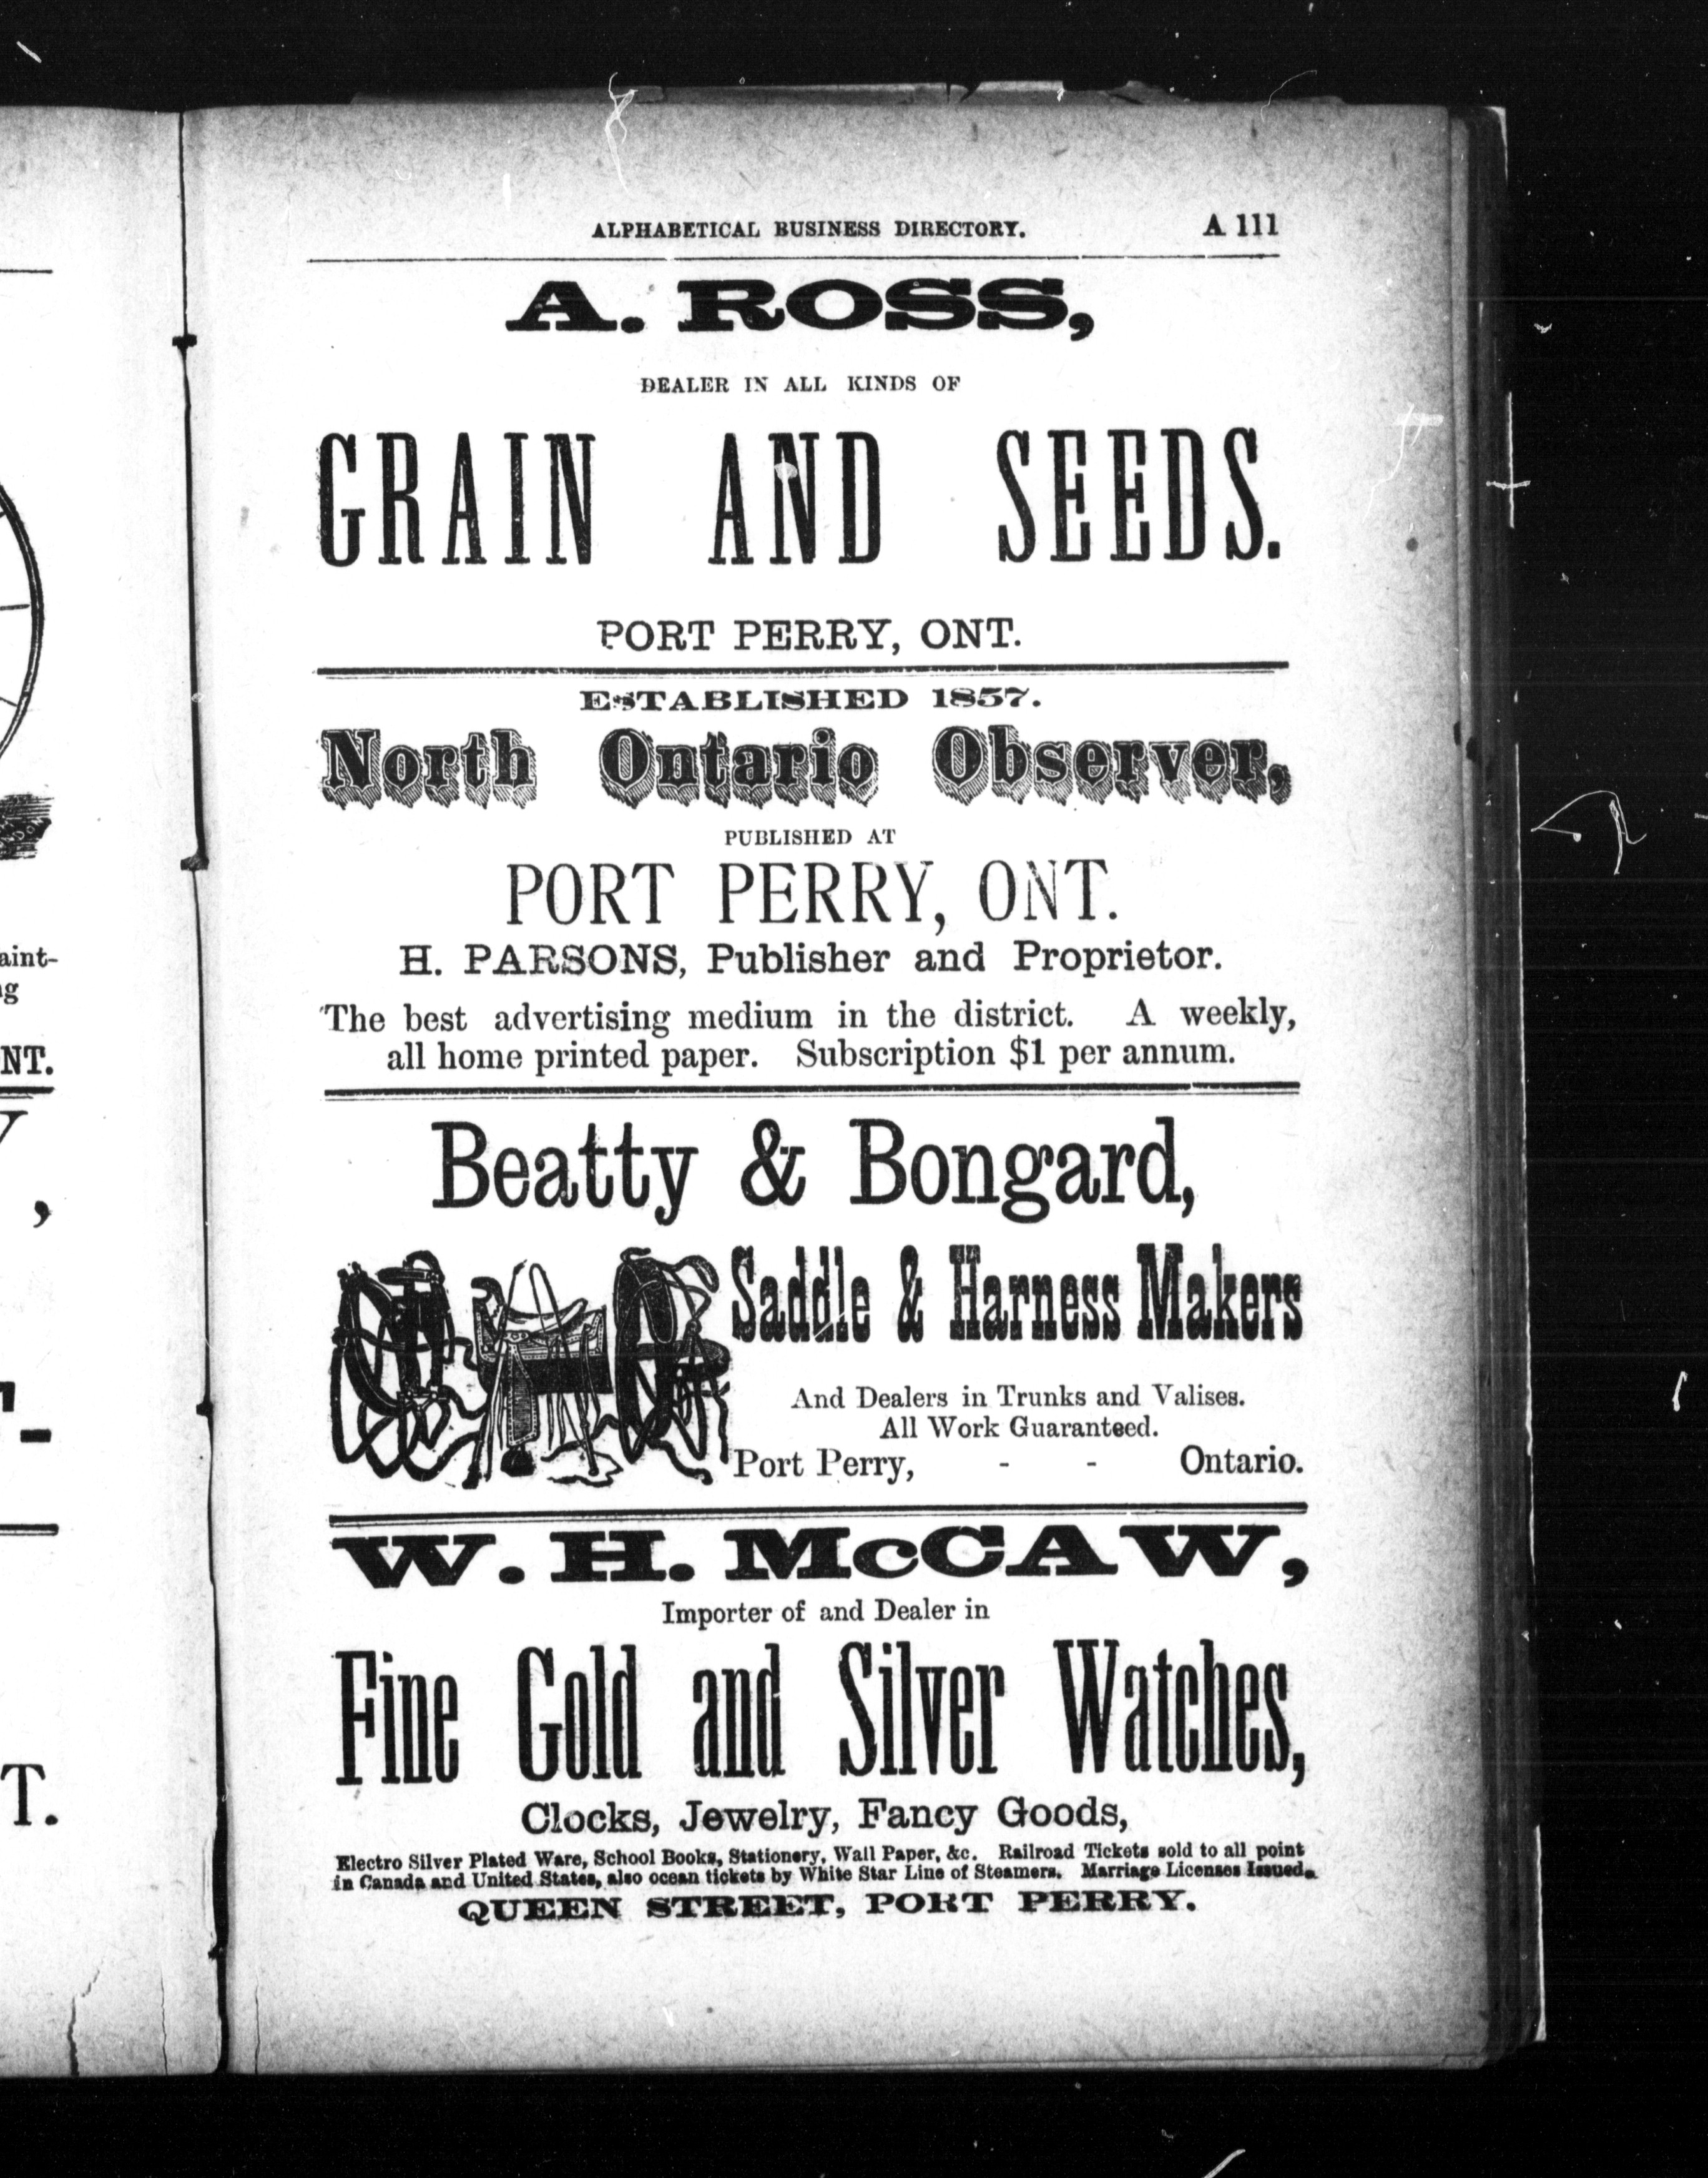 aint-
g
NT.
Y
,
-
T.
ALPHABETICAL BUSINESS DIRECTORY. A 111
A. ROSS,
DEALER IN ALL KINDS OF
GRAIN AND SEEDS.
PORT PERRY, ONT.
ESTABLISHED 1857.
North Ontario Observer,
PUBLISHED AT
PORT PERRY, ONT.
H. PARSONS, Publisher and Proprietor.
The best advertising medium in the district. A weekly,
all home printed paper. Subscription $1 per annum.
Beatty & Bongard,
Saddle & Harness Makers
And Dealers in Trunks and Valises.
All Work Guaranteed.
Port Perry, - - Ontario.
W. H. McCAW,
Importer of and Dealer in
Fine Gold and Silver Watches,
Clocks, Jewelry, Fancy Goods,
Electro Silver Plated Ware, School Books, Stationery, Wall Paper, &c. Railroad Tickets sold to all point
in Canada and United States, also ocean tickets by White Star Line of Steamers. Marriage Licenses Issued.
QUEEN STREET, PORT PERRY.